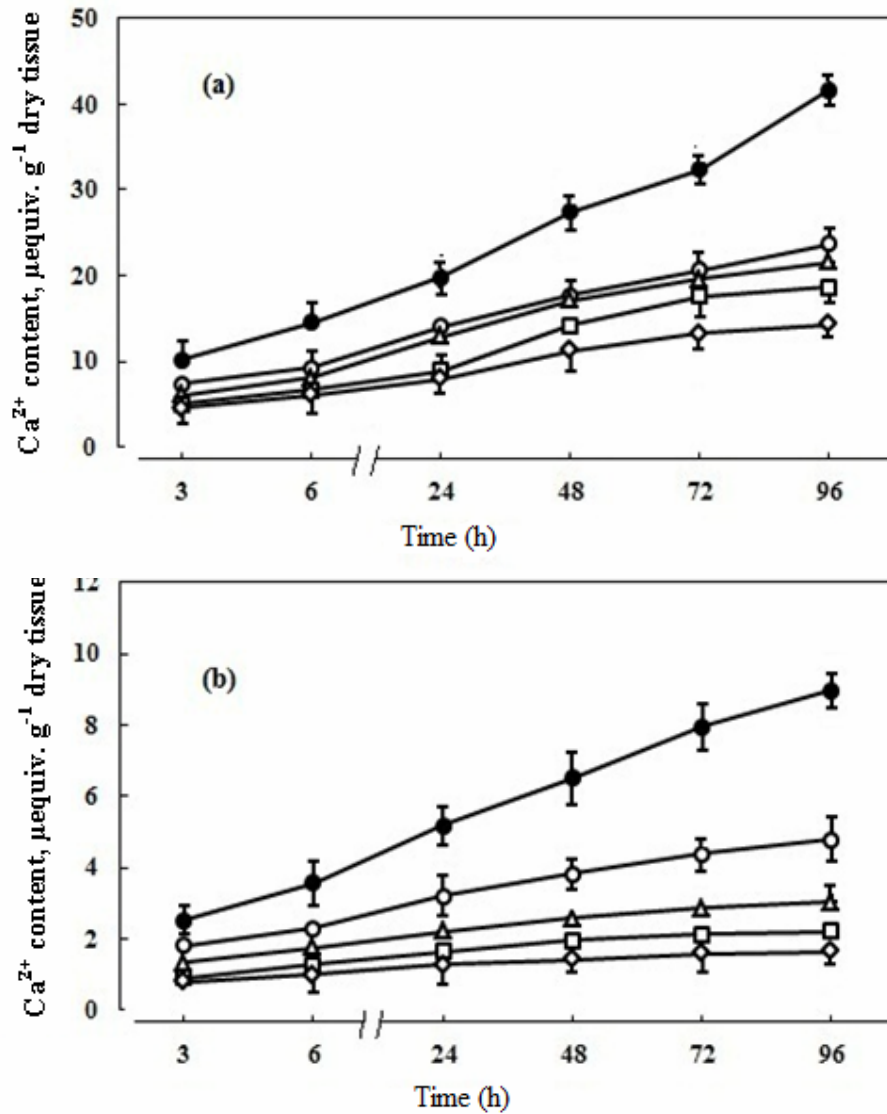 Ca²⁺ content, µequiv. g⁻¹ dry tissue
50
40
30
20
10
0
(a)
3 6 24 48 72 96
Time (h)
Ca²⁺ content, µequiv. g⁻¹ dry tissue
12
10
8
6
4
2
0
(b)
3 6 24 48 72 96
Time (h)